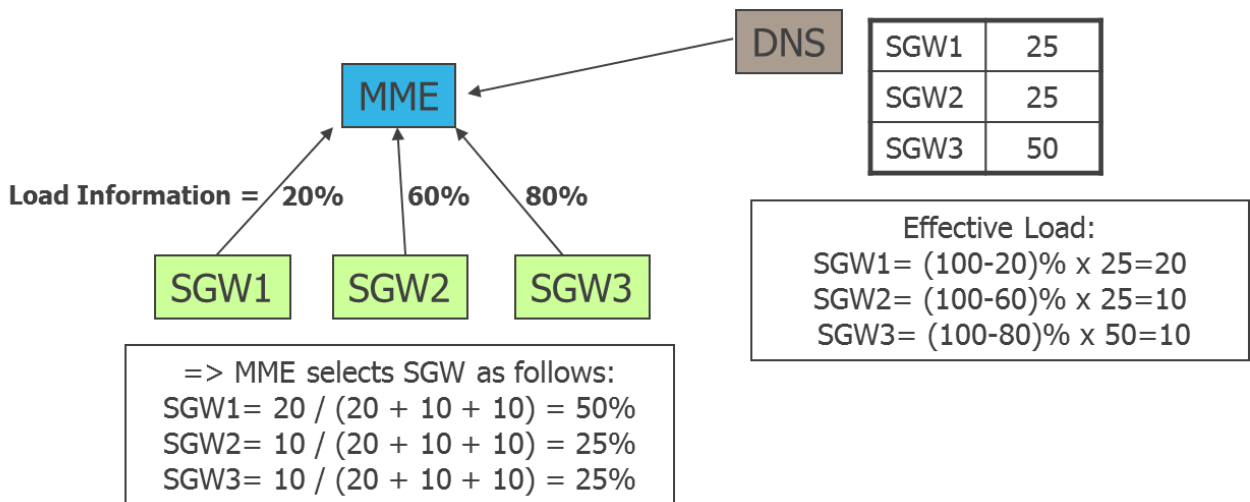 DNS
SGW1 25
SGW2 25
SGW3 50
MME
Load Information = 20% 60% 80%
SGW1 SGW2 SGW3
Effective Load:
SGW1= (100-20)% x 25=20
SGW2= (100-60)% x 25=10
SGW3= (100-80)% x 50=10
=> MME selects SGW as follows:
SGW1= 20 / (20 + 10 + 10) = 50%
SGW2= 10 / (20 + 10 + 10) = 25%
SGW3= 10 / (20 + 10 + 10) = 25%